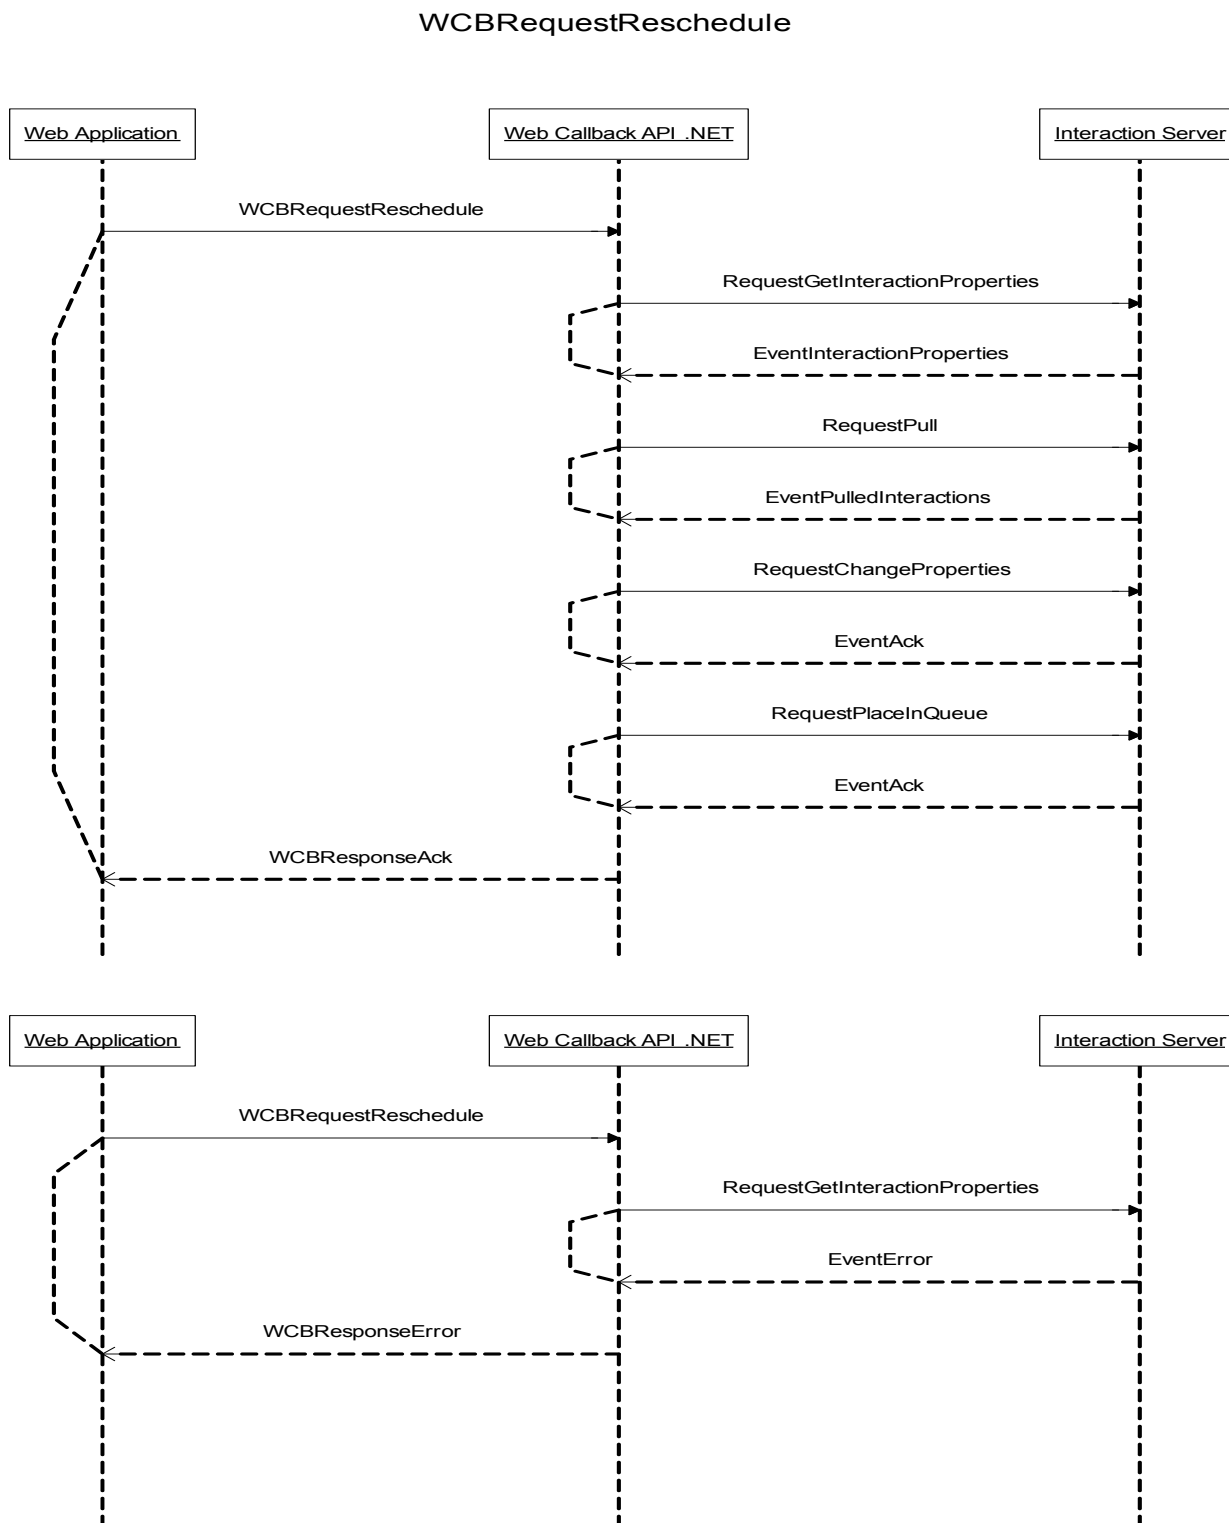 WCBRequestReschedule
Web Application
Web Callback API .NET
Interaction Server
WCBRequestReschedule
RequestGetInteractionProperties
EventInteractionProperties
RequestPull
EventPulledInteractions
RequestChangeProperties
EventAck
RequestPlaceInQueue
EventAck
WCBResponseAck
Web Application
Web Callback API .NET
Interaction Server
WCBRequestReschedule
RequestGetInteractionProperties
EventError
WCBResponseError